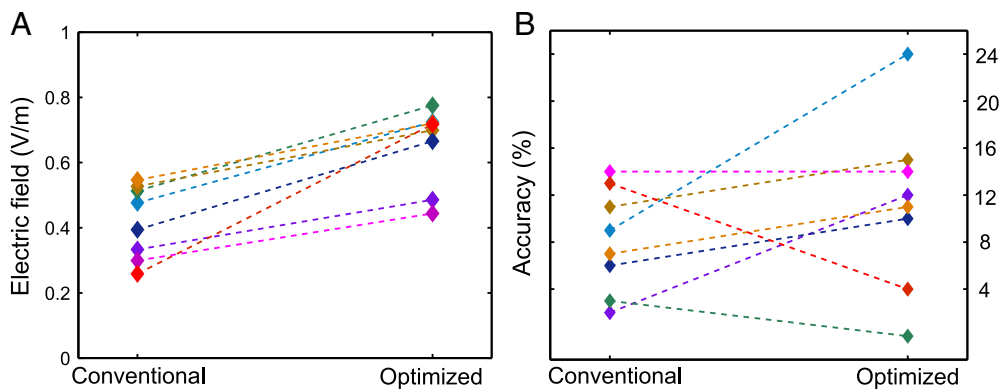 A
B
Electric field (V/m)
1
0.8
0.6
0.4
0.2
0
Conventional
Optimized
Accuracy (%)
24
20
16
12
8
4
Conventional
Optimized